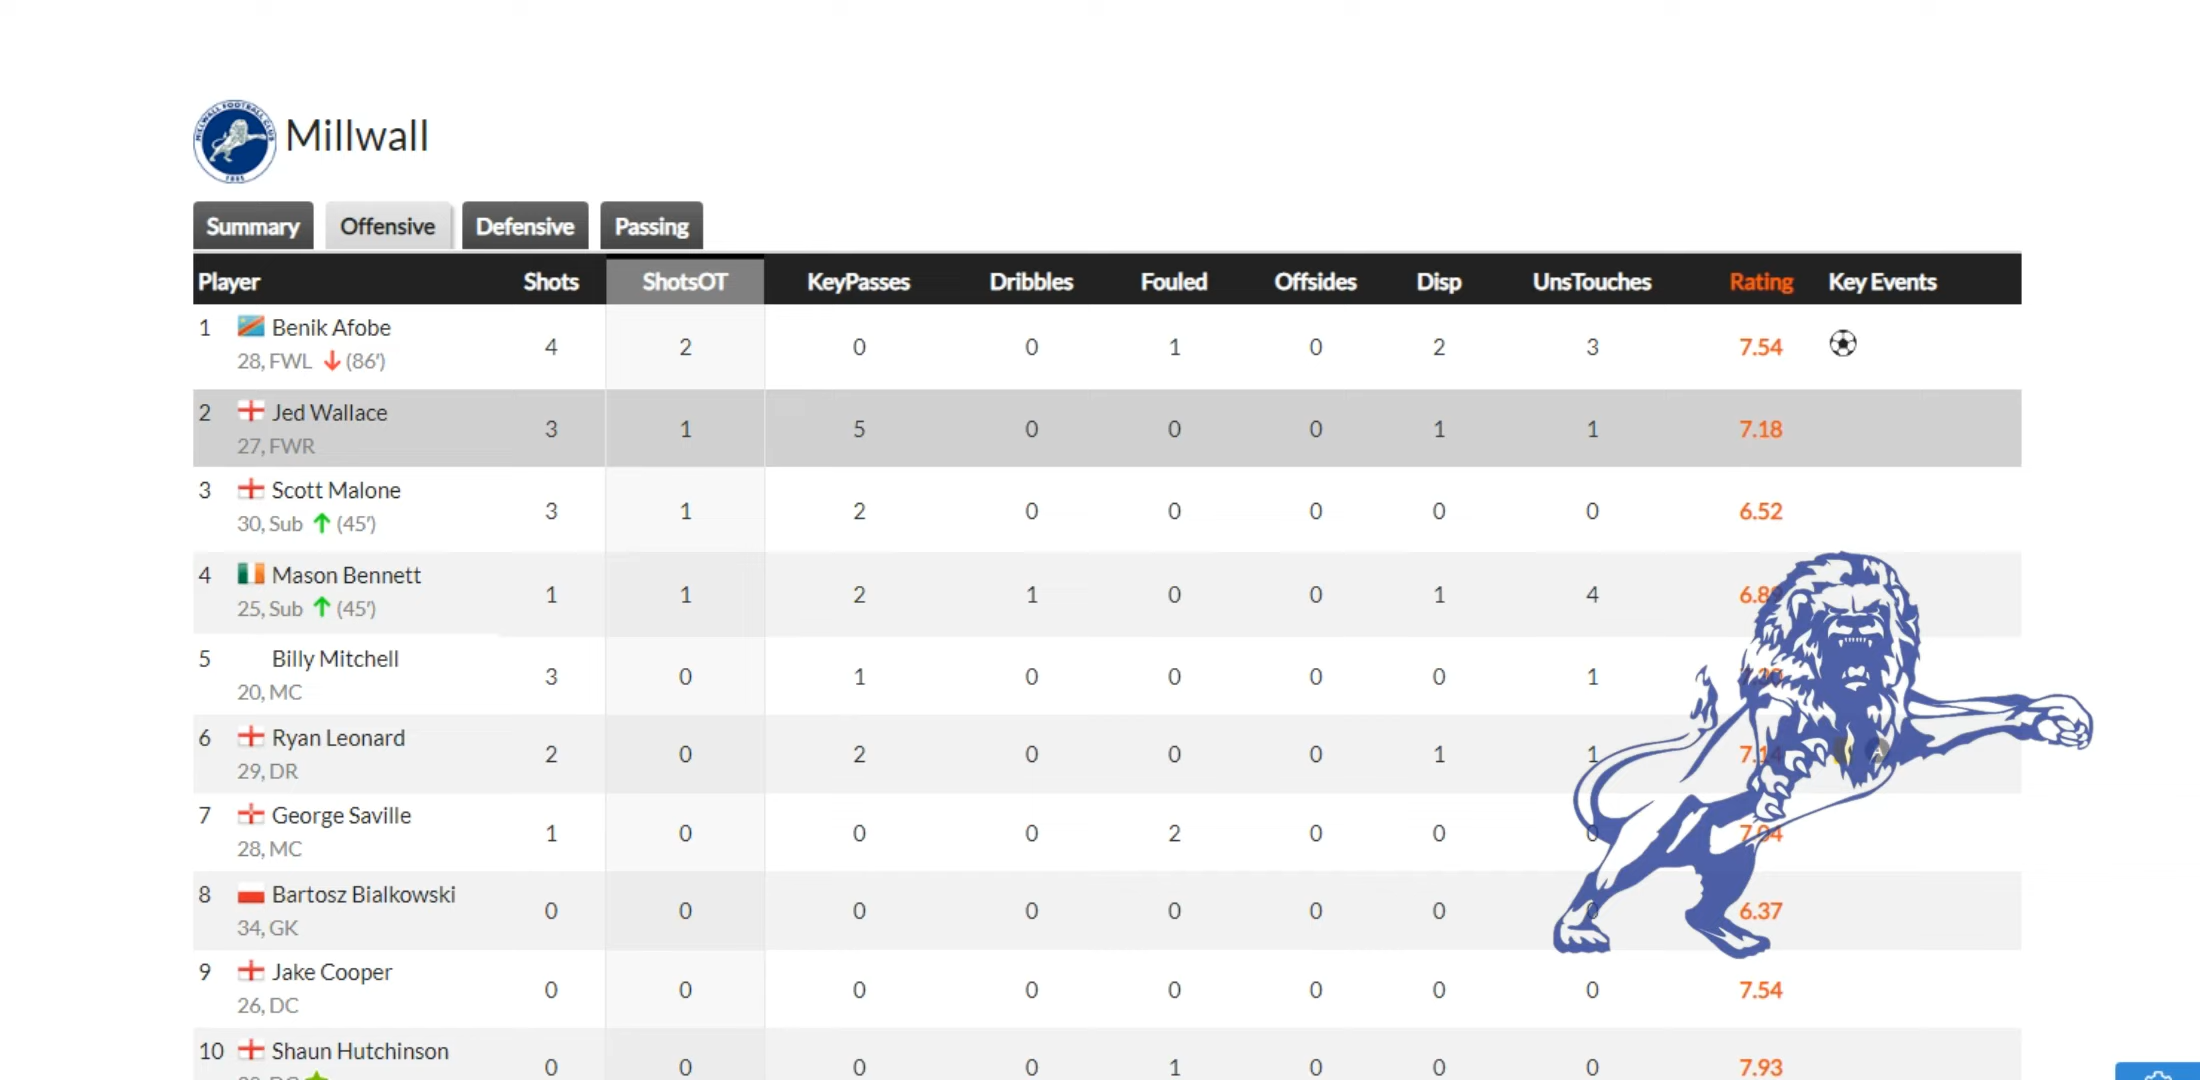 MILLWALL FOOTBALL CLUB
1885
Millwall
Summary Offensive Defensive Passing
Player Shots ShotsOT KeyPasses Dribbles Fouled Offsides Disp UnsTouches Rating Key Events
1 Benik Afobe 4 2 0 0 1 0 2 3 7.54
28, FWL (86')
2 Jed Wallace 3 1 5 0 0 0 1 1 7.18
27, FWR
3 Scott Malone 3 1 2 0 0 0 0 0 6.52
30, Sub (45')
4 Mason Bennett 1 1 2 1 0 0 1 4
25, Sub (45')
5 Billy Mitchell 3 0 1 0 0 0 0 1
20, MC
6 Ryan Leonard 2 0 2 0 0 0 1 1 7.14
29, DR
7 George Saville 1 0 0 0 2 0 0 0
28, MC
8 Bartosz Bialkowski 0 0 0 0 0 0 0 0 6.37
34, GK
9 Jake Cooper 0 0 0 0 0 0 0 0 7.54
26, DC
10 Shaun Hutchinson 0 0 0 0 1 0 0 0 7.93